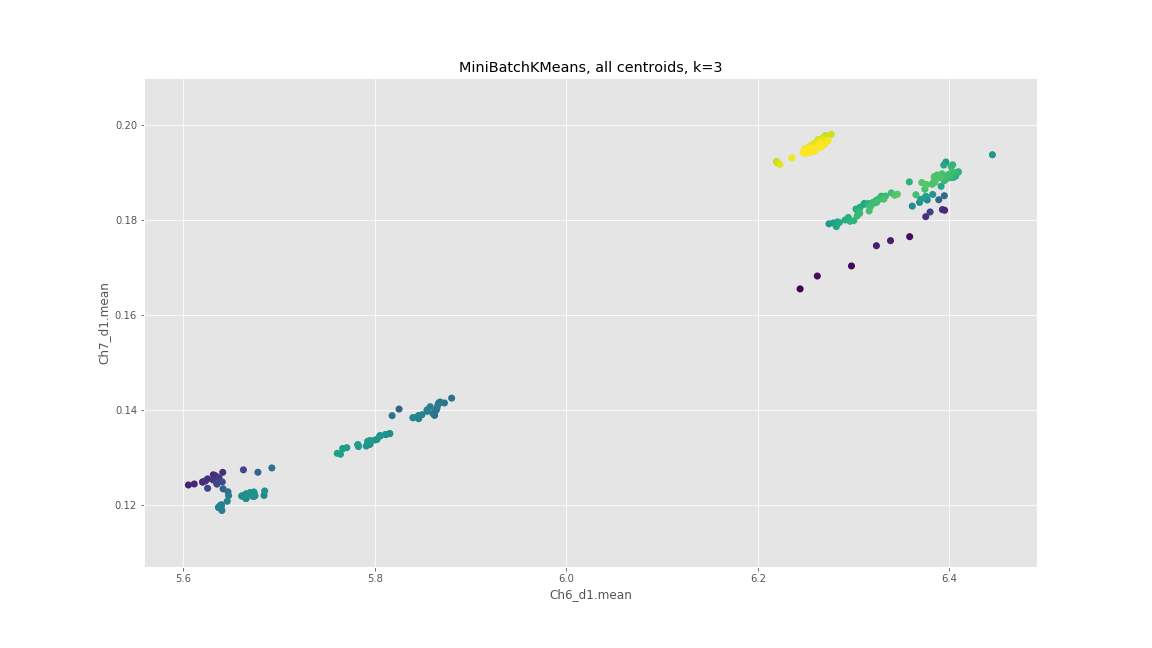 MiniBatchKMeans, all centroids, k=3
0.20
0.18
0.16
0.14
0.12
Ch7_d1.mean
5.6 5.8 6.0 6.2 6.4
Ch6_d1.mean